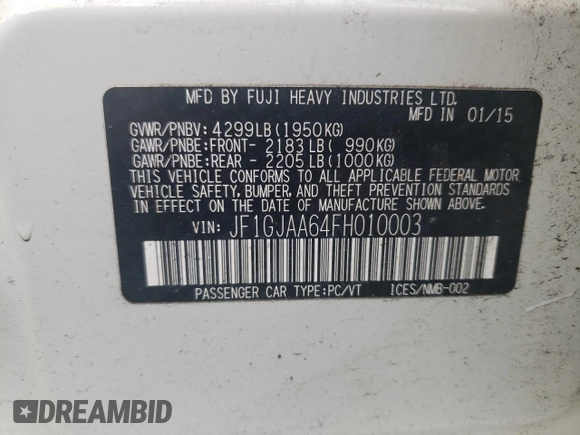 MFD BY FUJI HEAVY INDUSTRIES LTD.
MFD IN 01/15
GVWR/PNBV: 4299LB(1950KG)
GAWR/PNBE:FRONT- 2183LB( 990KG)
GAWR/PNBE:REAR - 2205LB(1000KG)
THIS VEHICLE CONFORMS TO ALL APPLICABLE FEDERAL MOTOR
VEHICLE SAFETY, BUMPER, AND THEFT PREVENTION STANDARDS
IN EFFECT ON THE DATE OF MANUFACTURE SHOWN ABOVE.
VIN: JF1GJAA64FH010003
PASSENGER CAR TYPE:PC/VT ICES/NMB-002
DREAMBID